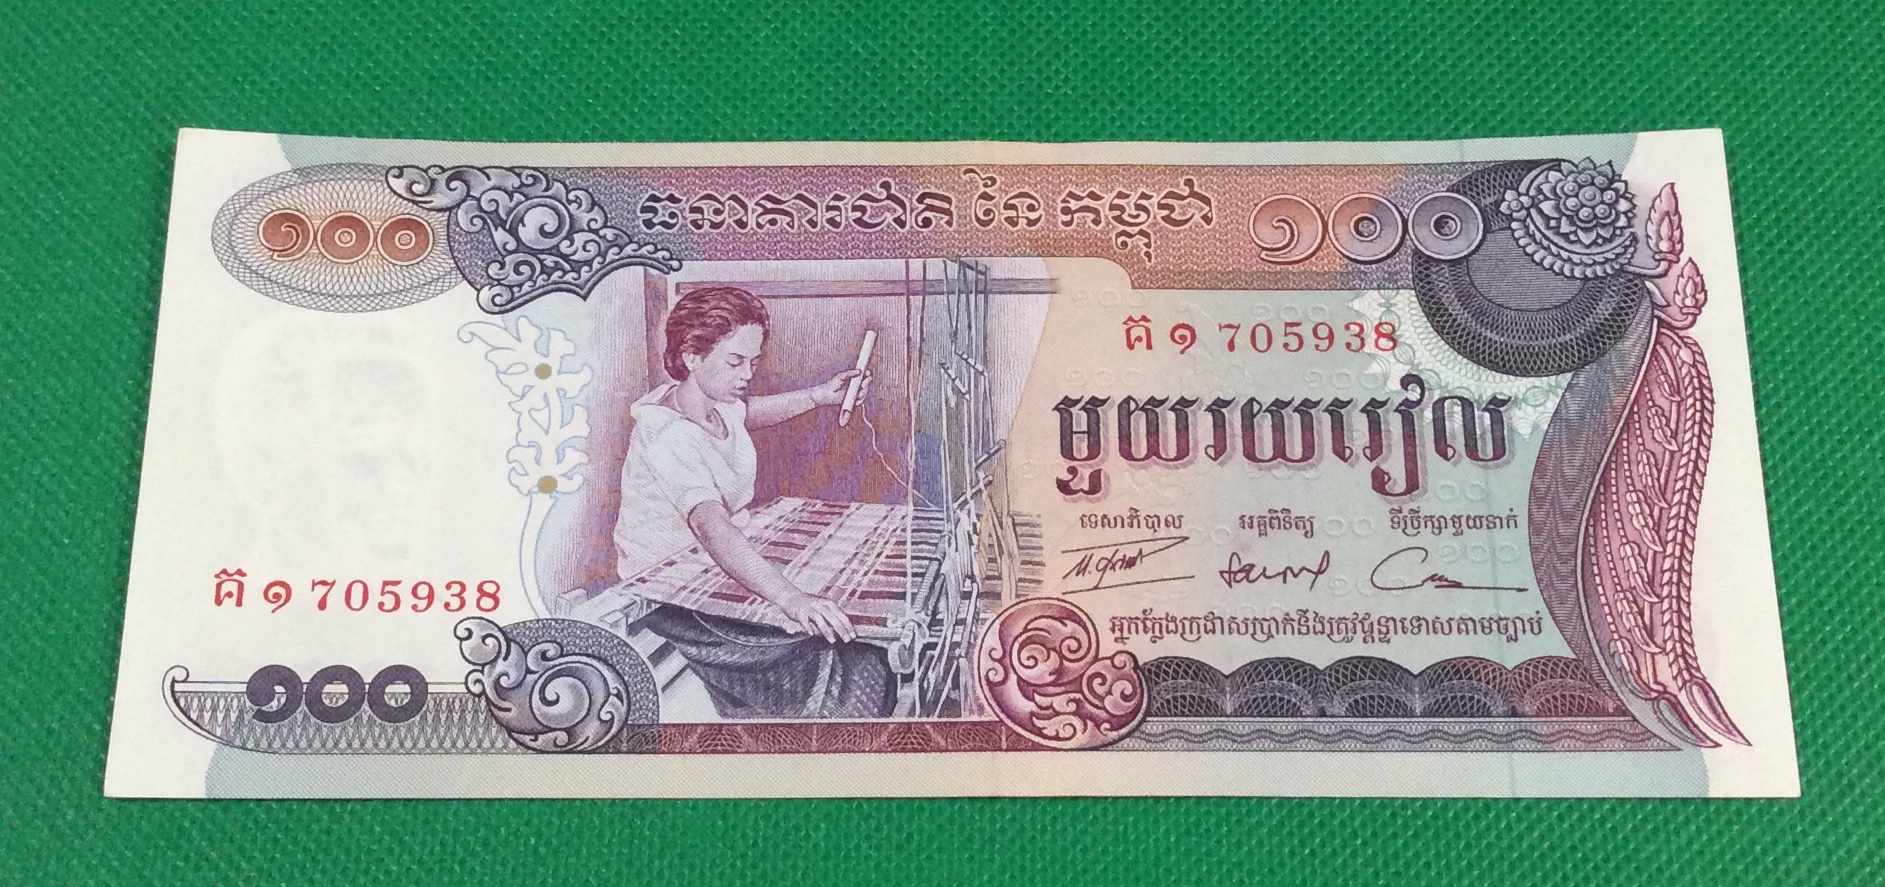 ធនាគារជាតិ នៃ កម្ពុជា
១០០
១០០
គ ១ 705938
មួយរយរៀល
ទេសាភិបាល អគ្គពិនិត្យ ទីប្រឹក្សាមួយនាក់
គ ១ 705938
អ្នកក្លែងក្រដាសប្រាក់នឹងត្រូវផ្ដន្ទាទោសតាមច្បាប់
១០០